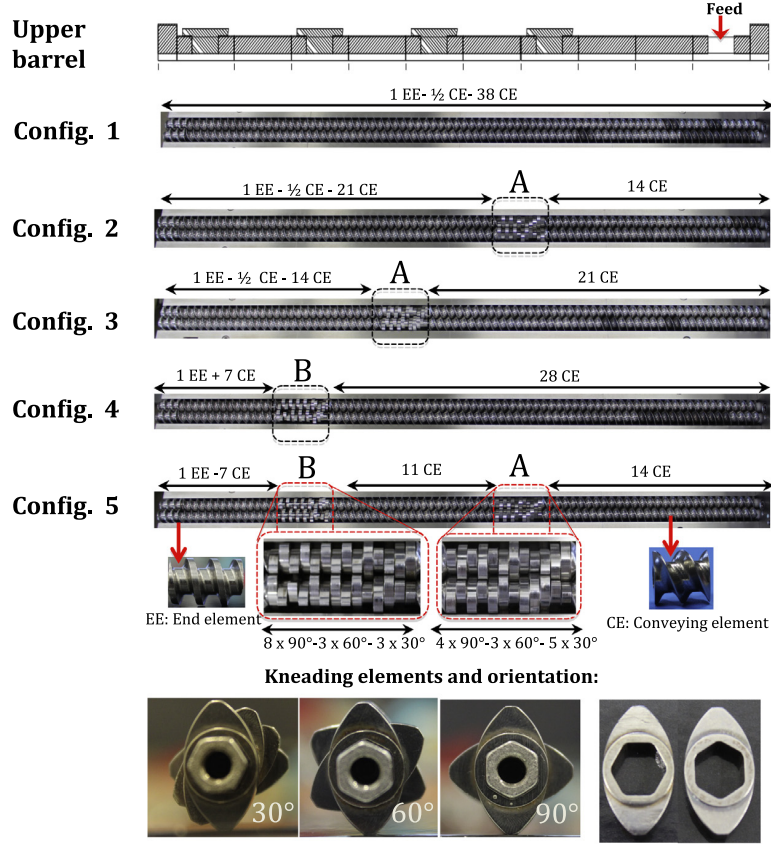 Feed
Upper
barrel
1 EE- ½ CE- 38 CE
Config. 1
A
1 EE - ½ CE - 21 CE
14 CE
Config. 2
A
1 EE - ½ CE - 14 CE
21 CE
Config. 3
B
1 EE + 7 CE
28 CE
Config. 4
B
A
1 EE -7 CE
11 CE
14 CE
Config. 5
EE: End element
CE: Conveying element
8 x 90°-3 x 60°- 3 x 30°
4 x 90°-3 x 60°- 5 x 30°
Kneading elements and orientation:
30°
60°
90°